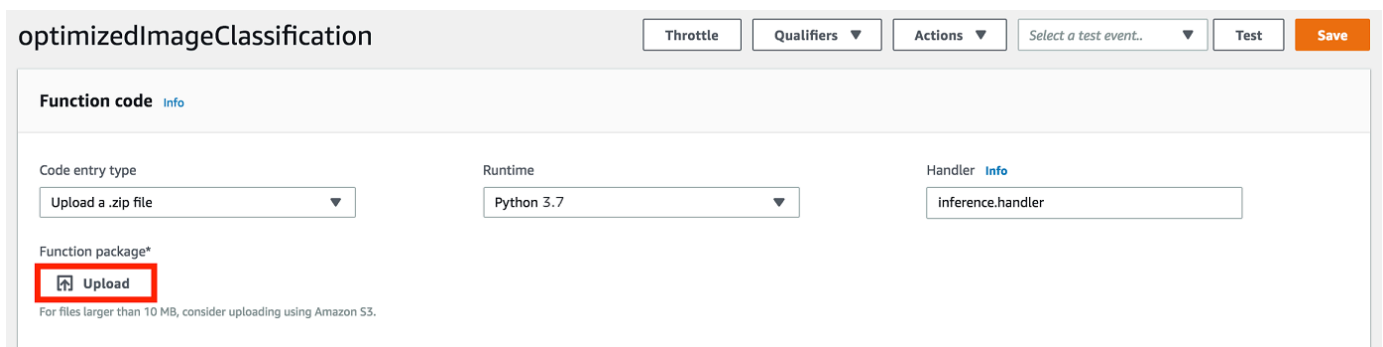 optimizedImageClassification
Throttle Qualifiers Actions Select a test event.. Test Save
Function code Info
Code entry type Runtime Handler Info
Upload a .zip file Python 3.7 inference.handler
Function package*
Upload
For files larger than 10 MB, consider uploading using Amazon S3.